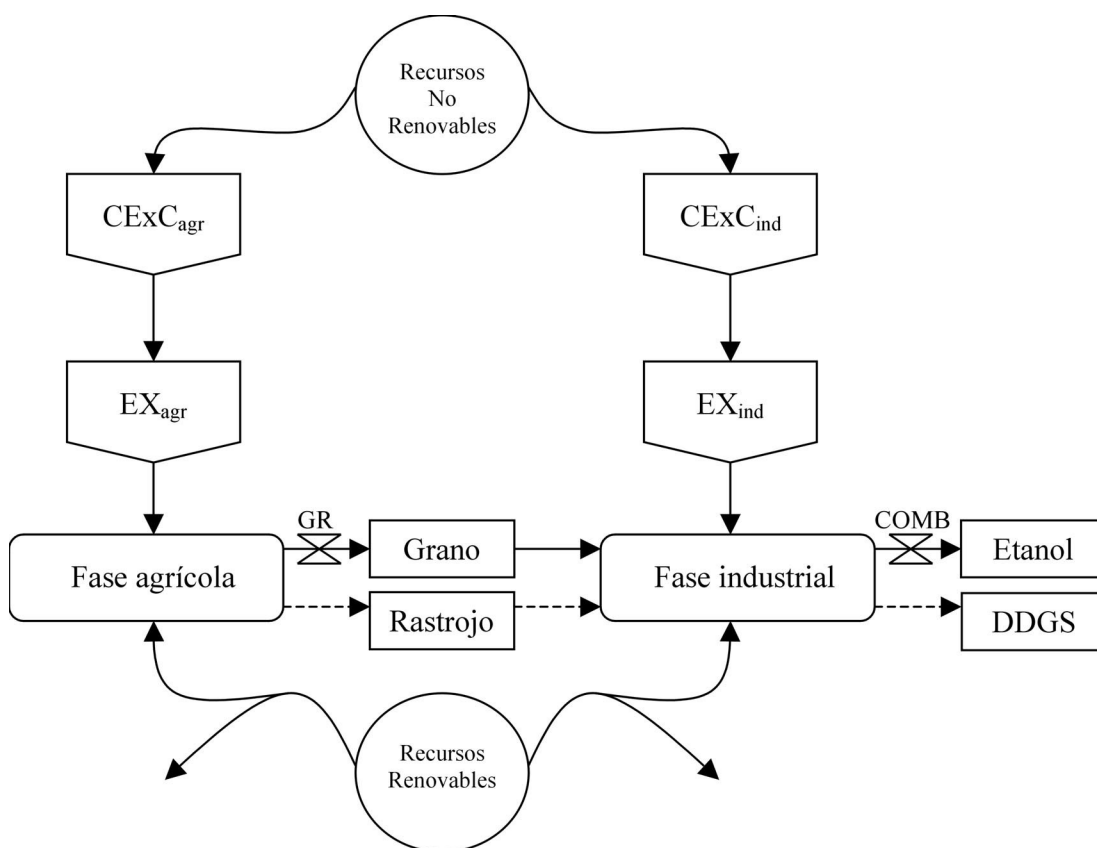 Recursos
No
Renovables
CExCagr
CExCind
EXagr
EXind
GR
COMB
Fase agrícola
Grano
Fase industrial
Etanol
Rastrojo
DDGS
Recursos
Renovables